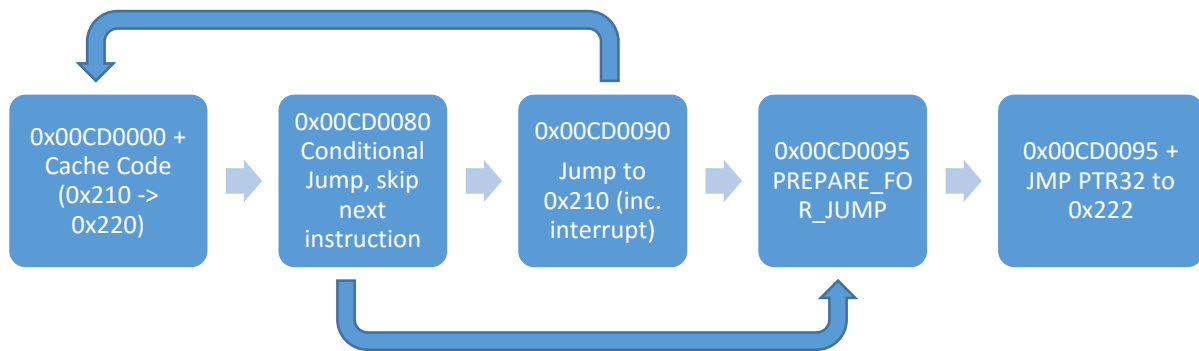 0x00CD0000 +
Cache Code
(0x210 ->
0x220)
0x00CD0080
Conditional
Jump, skip
next
instruction
0x00CD0090
Jump to
0x210 (inc.
interrupt)
0x00CD0095
PREPARE_FO
R_JUMP
0x00CD0095 +
JMP PTR32 to
0x222